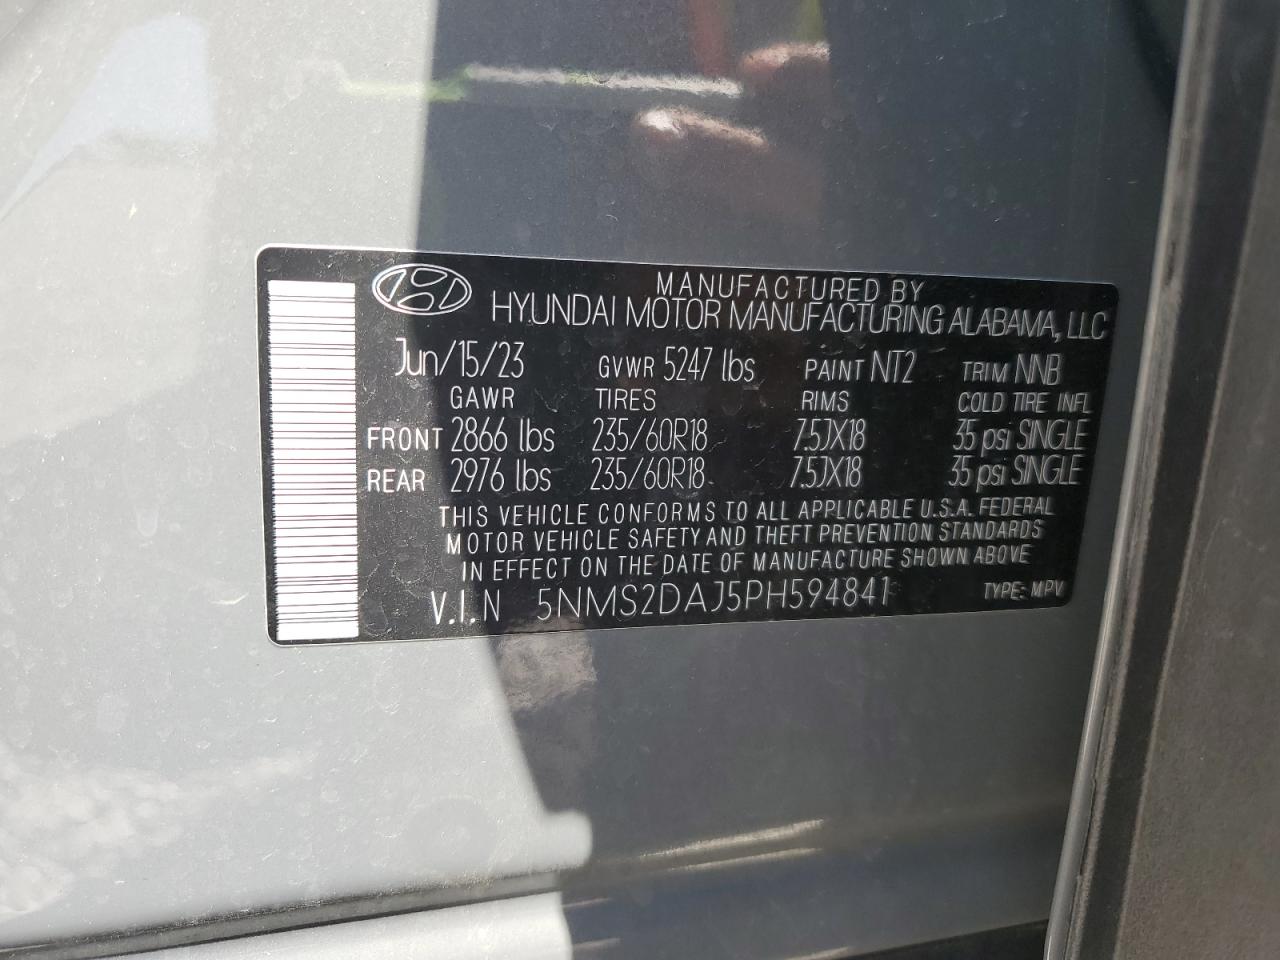 MANUFACTURED BY
HYUNDAI MOTOR MANUFACTURING ALABAMA, LLC
Jun/15/23 GVWR 5247 lbs PAINT NT2 TRIM NNB
GAWR TIRES RIMS COLD TIRE INFL
FRONT 2866 lbs 235/60R18 7.5JX18 35 psi SINGLE
REAR 2976 lbs 235/60R18 7.5JX18 35 psi SINGLE
THIS VEHICLE CONFORMS TO ALL APPLICABLE U.S.A. FEDERAL
MOTOR VEHICLE SAFETY AND THEFT PREVENTION STANDARDS
IN EFFECT ON THE DATE OF MANUFACTURE SHOWN ABOVE
V.I.N 5NMS2DAJ5PH594841 TYPE: MPV